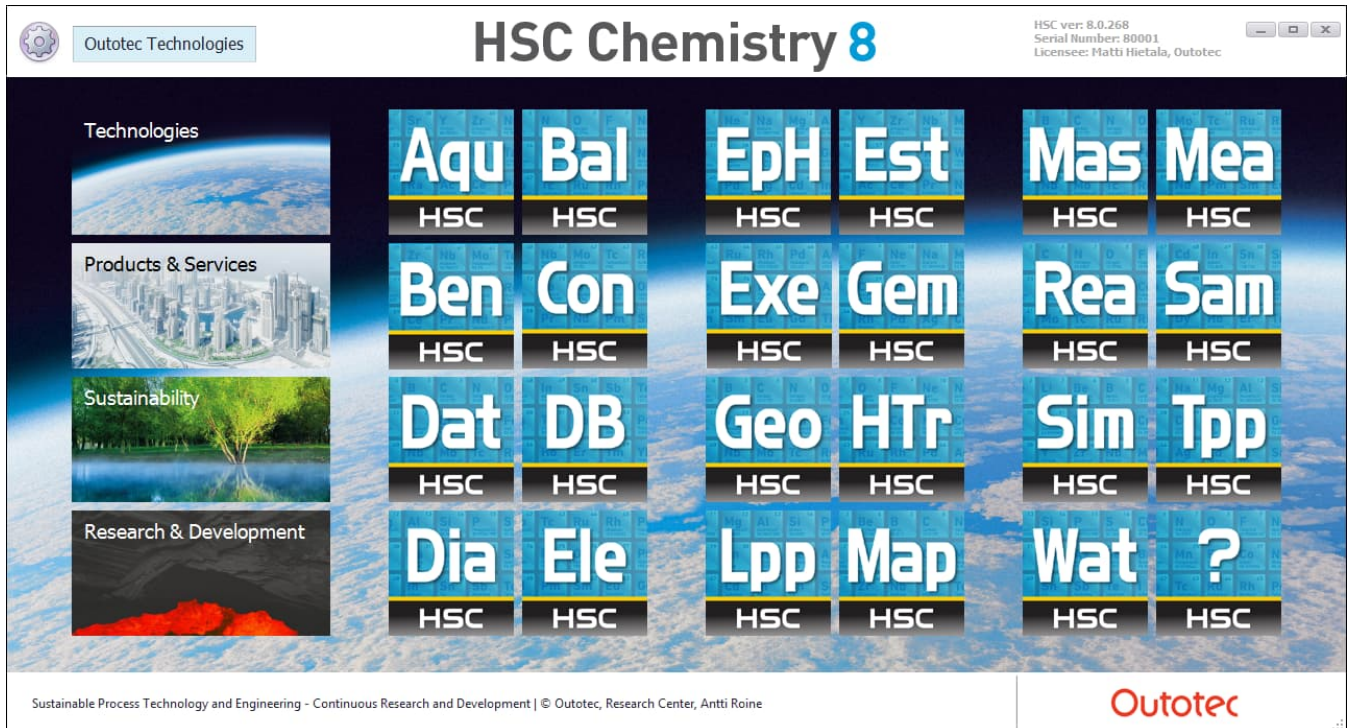 Outotec Technologies
HSC Chemistry 8
HSC ver: 8.0.268
Serial Number: 80001
Licensee: Matti Hietala, Outotec
Technologies
Products & Services
Sustainability
Research & Development
Aqu Bal EpH Est Mas Mea
HSC HSC HSC HSC HSC HSC
Ben Con Exe Gem Rea Sam
HSC HSC HSC HSC HSC HSC
Dat DB Geo HTr Sim Tpp
HSC HSC HSC HSC HSC HSC
Dia Ele Lpp Map Wat ?
HSC HSC HSC HSC HSC HSC
Sustainable Process Technology and Engineering - Continuous Research and Development | © Outotec, Research Center, Antti Roine
Outotec